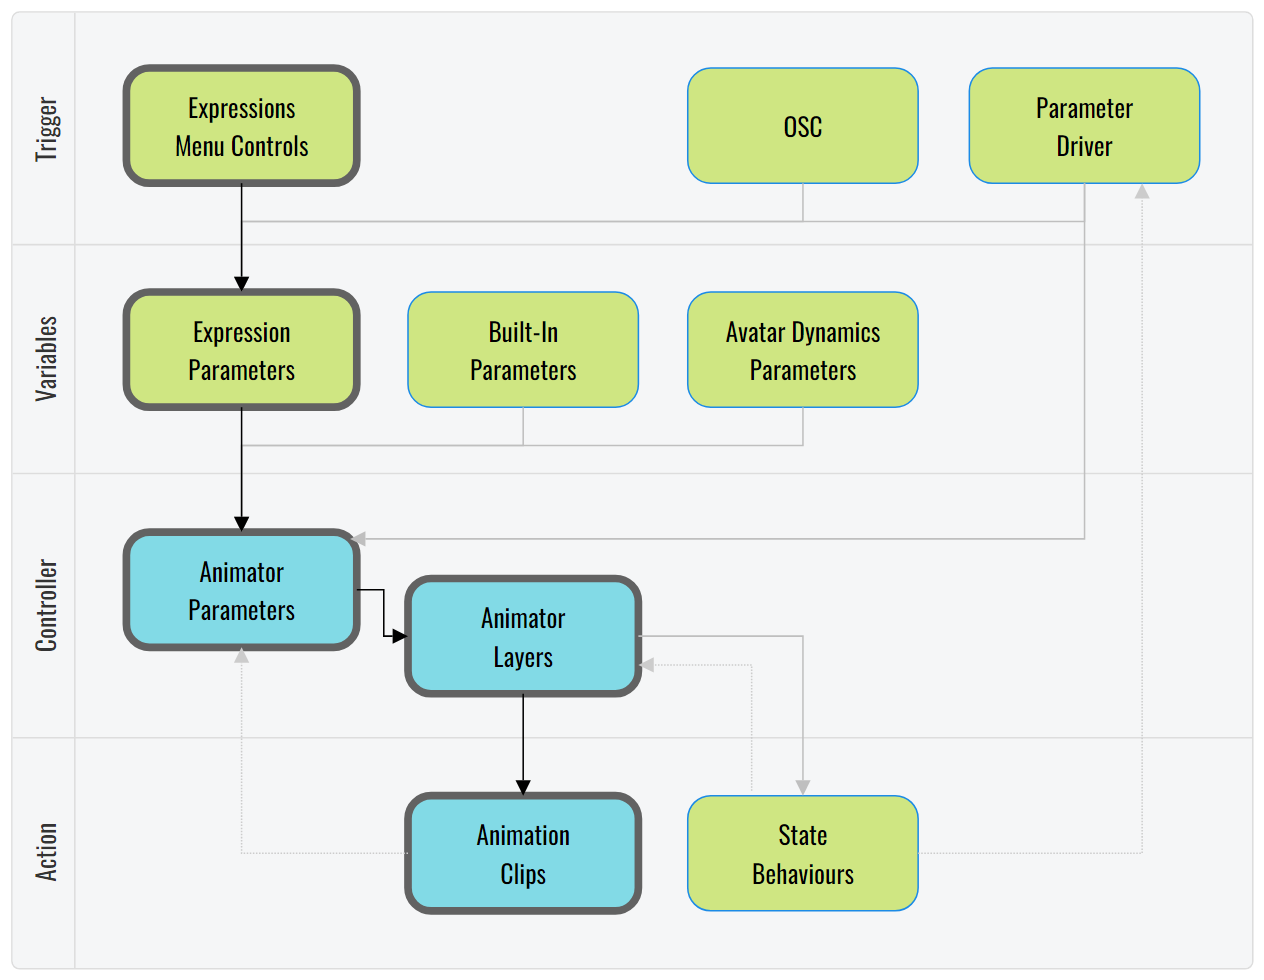 Trigger
Expressions
Menu Controls
OSC
Parameter
Driver
Variables
Expression
Parameters
Built-In
Parameters
Avatar Dynamics
Parameters
Controller
Animator
Parameters
Animator
Layers
Action
Animation
Clips
State
Behaviours